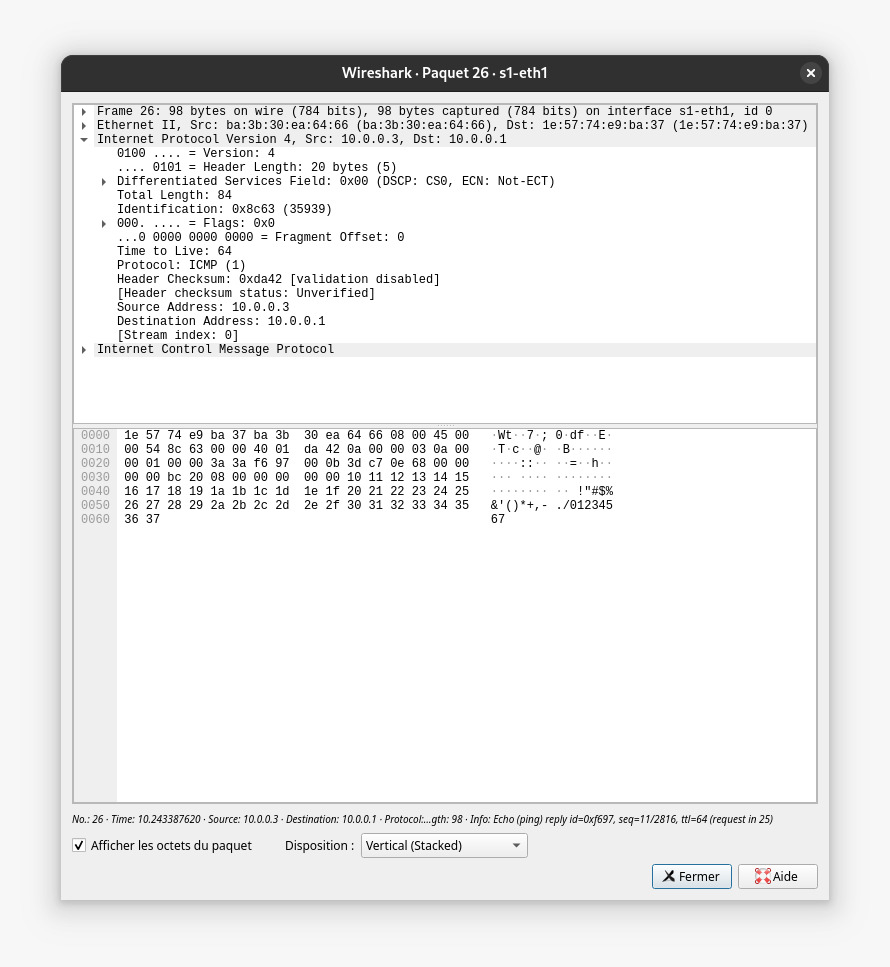 Wireshark · Paquet 26 · s1-eth1
Frame 26: 98 bytes on wire (784 bits), 98 bytes captured (784 bits) on interface s1-eth1, id 0
Ethernet II, Src: ba:3b:30:ea:64:66 (ba:3b:30:ea:64:66), Dst: 1e:57:74:e9:ba:37 (1e:57:74:e9:ba:37)
Internet Protocol Version 4, Src: 10.0.0.3, Dst: 10.0.0.1
0100 .... = Version: 4
.... 0101 = Header Length: 20 bytes (5)
Differentiated Services Field: 0x00 (DSCP: CS0, ECN: Not-ECT)
Total Length: 84
Identification: 0x8c63 (35939)
000. .... = Flags: 0x0
...0 0000 0000 0000 = Fragment Offset: 0
Time to Live: 64
Protocol: ICMP (1)
Header Checksum: 0xda42 [validation disabled]
[Header checksum status: Unverified]
Source Address: 10.0.0.3
Destination Address: 10.0.0.1
[Stream index: 0]
Internet Control Message Protocol
0000 1e 57 74 e9 ba 37 ba 3b 30 ea 64 66 08 00 45 00 ·Wt··7·; 0·df··E·
0010 00 54 8c 63 00 00 40 01 da 42 0a 00 00 03 0a 00 ·T·c··@· ·B······
0020 00 01 00 00 3a 3a f6 97 00 0b 3d c7 0e 68 00 00 ····::·· ··=··h··
0030 00 00 bc 20 08 00 00 00 00 00 10 11 12 13 14 15 ··· ···· ········
0040 16 17 18 19 1a 1b 1c 1d 1e 1f 20 21 22 23 24 25 ········ ·· !"#$%
0050 26 27 28 29 2a 2b 2c 2d 2e 2f 30 31 32 33 34 35 &'()*+,- ./012345
0060 36 37 67
No.: 26 · Time: 10.243387620 · Source: 10.0.0.3 · Destination: 10.0.0.1 · Protocol:...gth: 98 · Info: Echo (ping) reply id=0xf697, seq=11/2816, ttl=64 (request in 25)
Afficher les octets du paquet Disposition : Vertical (Stacked)
Fermer Aide